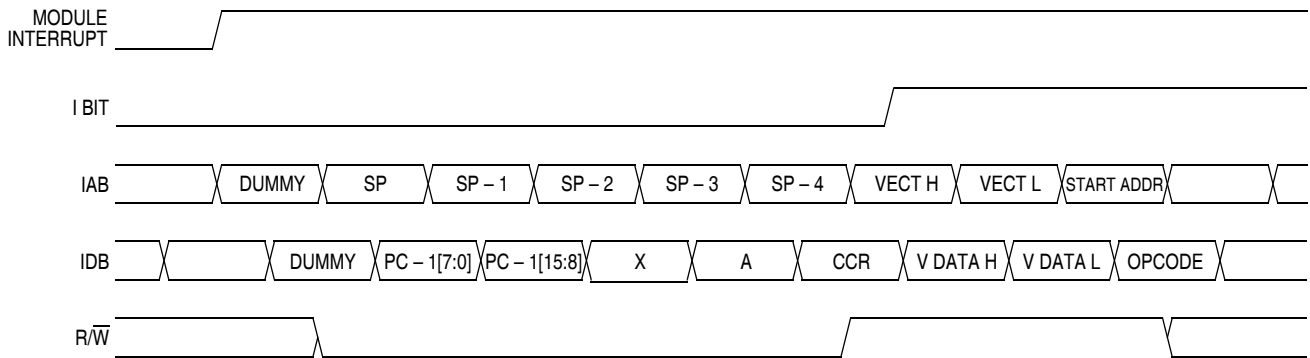 MODULE
INTERRUPT
I BIT
IAB DUMMY SP SP – 1 SP – 2 SP – 3 SP – 4 VECT H VECT L START ADDR
IDB DUMMY PC – 1[7:0] PC – 1[15:8] X A CCR V DATA H V DATA L OPCODE
R/W̅